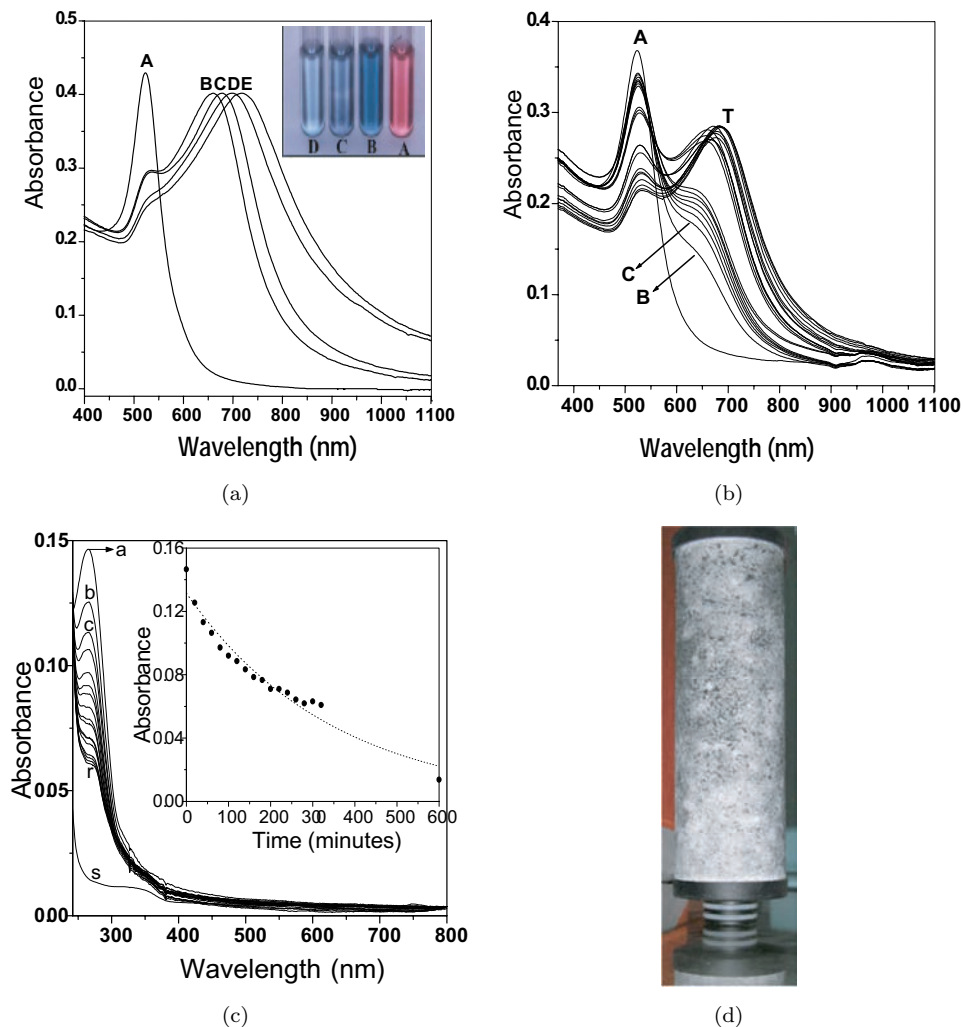 0.5
0.4
0.3
0.2
0.1
0.0
Absorbance
A
BCDE
D C B A
400 500 600 700 800 900 1000 1100
Wavelength (nm)
(a)
0.4
0.3
0.2
0.1
0.0
Absorbance
A
T
C
B
400 500 600 700 800 900 1000 1100
Wavelength (nm)
(b)
0.15
0.10
0.05
0.00
Absorbance
a
b
c
r
s
300 400 500 600 700 800
Wavelength (nm)
0.16
0.12
0.08
0.04
0.00
Absorbance
0 100 200 300 400 500 600
Time (minutes)
(c)
(d)